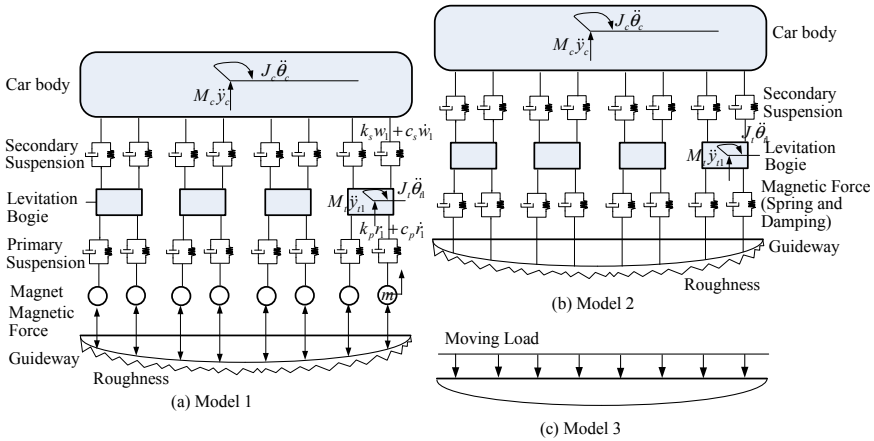 Car body
J_c θ̈_c
M_c ÿ_c
k_s w_1 + c_s ẇ_1
Secondary
Suspension
Levitation
Bogie
M_t ÿ_t1
J_t θ̈_t1
k_p r_1 + c_p ṙ_1
Primary
Suspension
Magnet
m
Magnetic
Force
Guideway
Roughness
(a) Model 1
J_c θ̈_c
Car body
M_c ÿ_c
Secondary
Suspension
J_t θ̈_t1
Levitation
Bogie
M_t ÿ_t1
Magnetic Force
(Spring and
Damping)
Guideway
Roughness
(b) Model 2
Moving Load
(c) Model 3